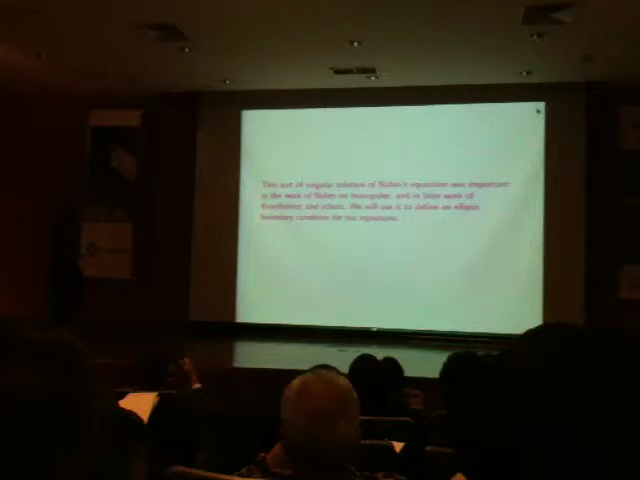 This sort of singular solution of Nahm's equations was important
in the work of Nahm on monopoles, and in later work of
Kronheimer and others. We will use it to define an elliptic
boundary condition for our equations.